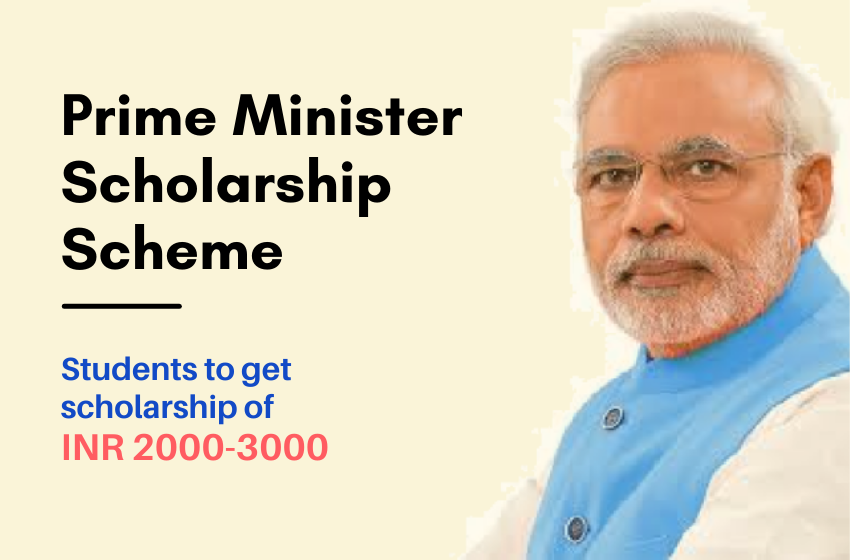 Prime Minister
Scholarship
Scheme
Students to get
scholarship of
INR 2000-3000